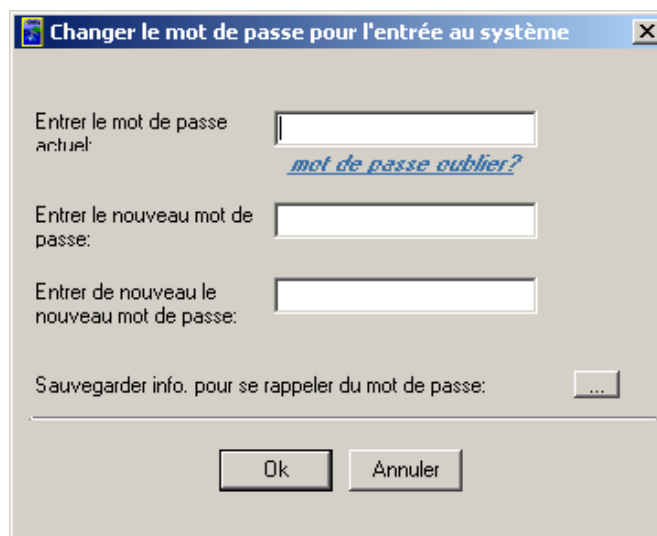 Changer le mot de passe pour l'entrée au système
Entrer le mot de passe
actuel:
mot de passe oublier?
Entrer le nouveau mot de
passe:
Entrer de nouveau le
nouveau mot de passe:
Sauvegarder info. pour se rappeler du mot de passe:
...
Ok
Annuler